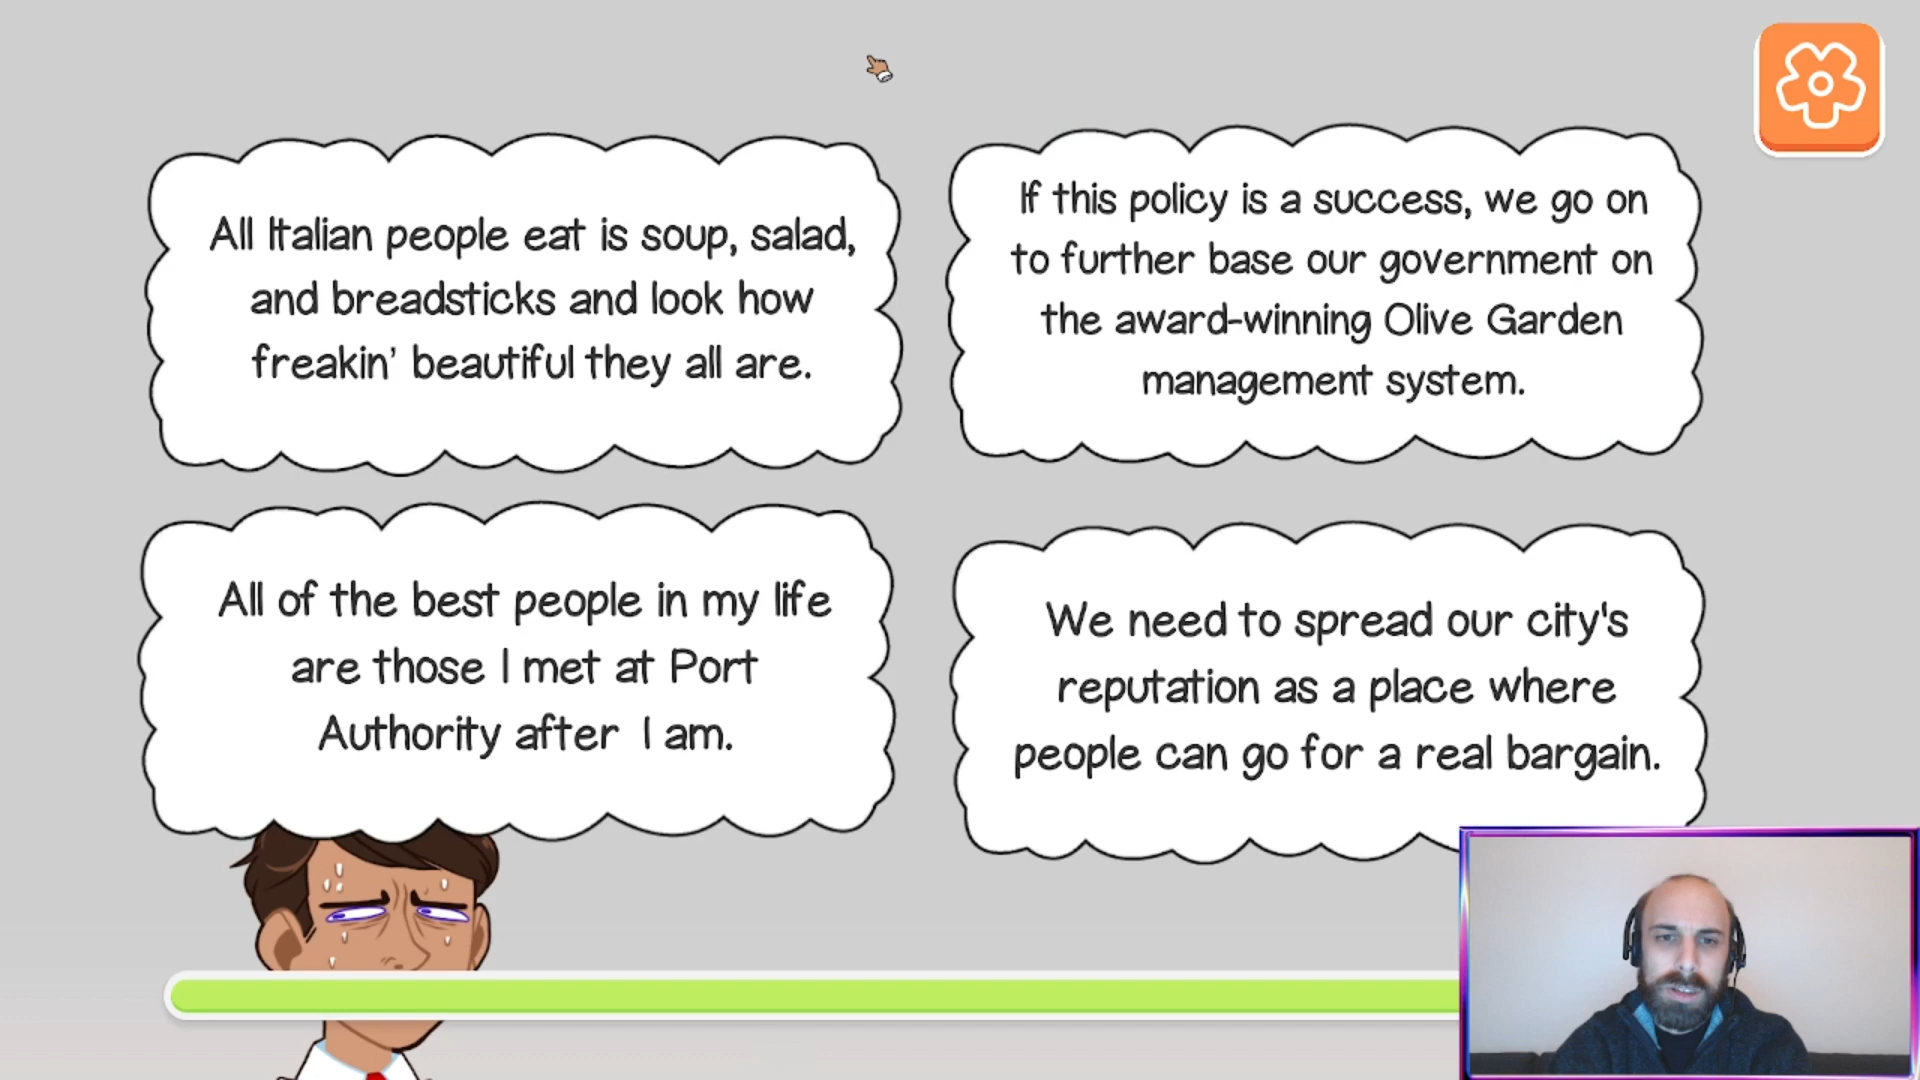 All Italian people eat is soup, salad,
and breadsticks and look how
freakin' beautiful they all are.
If this policy is a success, we go on
to further base our government on
the award-winning Olive Garden
management system.
All of the best people in my life
are those I met at Port
Authority after  I am.
We need to spread our city's
reputation as a place where
people can go for a real bargain.